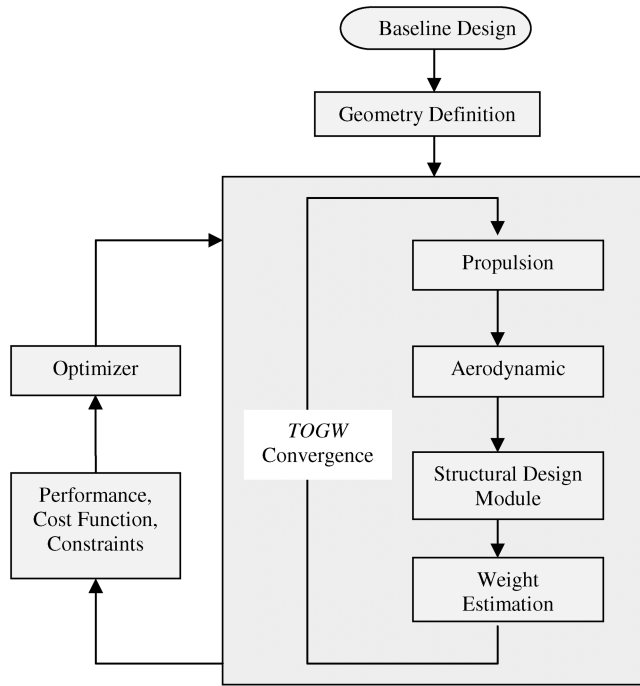 Baseline Design
Geometry Definition
Propulsion
Optimizer
Aerodynamic
TOGW
Convergence
Structural Design
Module
Performance,
Cost Function,
Constraints
Weight
Estimation